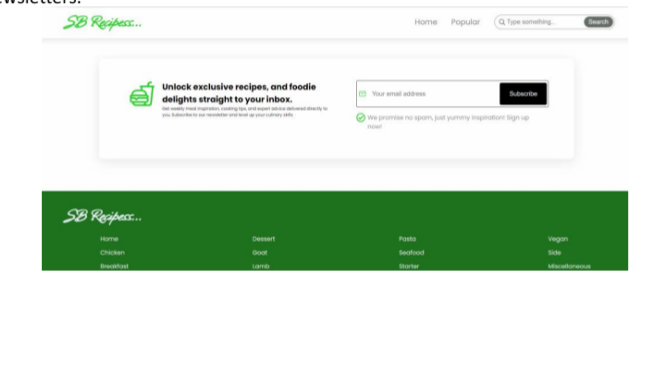 ewsletters.
SB Recipess...
Home Popular Type something... Search
Unlock exclusive recipes, and foodie
delights straight to your inbox.
Get weekly meal inspiration, cooking tips, and expert advice delivered directly to
you. Subscribe to our newsletter and level up your culinary skills
Your email address Subscribe
We promise no spam, just yummy inspiration! Sign up
now!
SB Recipess...
Home Dessert Pasta Vegan
Chicken Goat Seafood Side
Breakfast Lamb Starter Miscellaneous